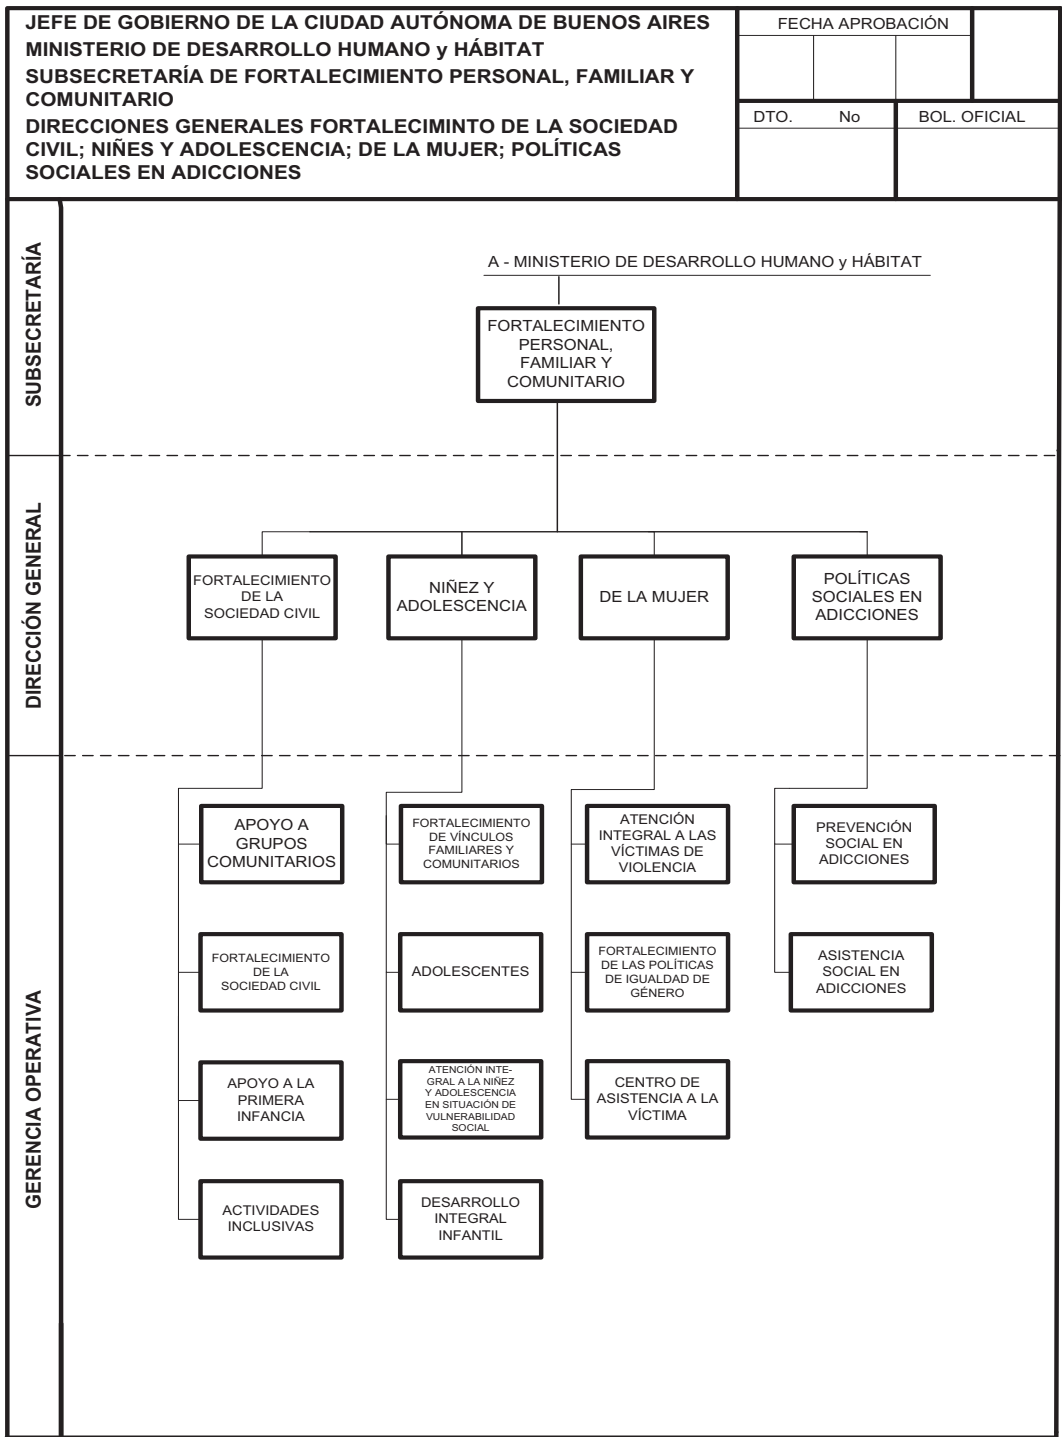 JEFE DE GOBIERNO DE LA CIUDAD AUTÓNOMA DE BUENOS AIRES
MINISTERIO DE DESARROLLO HUMANO y HÁBITAT
SUBSECRETARÍA DE FORTALECIMIENTO PERSONAL, FAMILIAR Y
COMUNITARIO
DIRECCIONES GENERALES FORTALECIMINTO DE LA SOCIEDAD
CIVIL; NIÑES Y ADOLESCENCIA; DE LA MUJER; POLÍTICAS
SOCIALES EN ADICCIONES
FECHA APROBACIÓN
DTO. No
BOL. OFICIAL
SUBSECRETARÍA
A - MINISTERIO DE DESARROLLO HUMANO y HÁBITAT
FORTALECIMIENTO
PERSONAL,
FAMILIAR Y
COMUNITARIO
DIRECCIÓN GENERAL
FORTALECIMIENTO
DE LA
SOCIEDAD CIVIL
NIÑEZ Y
ADOLESCENCIA
DE LA MUJER
POLÍTICAS
SOCIALES EN
ADICCIONES
GERENCIA OPERATIVA
APOYO A
GRUPOS
COMUNITARIOS
FORTALECIMIENTO
DE VÍNCULOS
FAMILIARES Y
COMUNITARIOS
ATENCIÓN
INTEGRAL A LAS
VÍCTIMAS DE
VIOLENCIA
PREVENCIÓN
SOCIAL EN
ADICCIONES
FORTALECIMIENTO
DE LA
SOCIEDAD CIVIL
ADOLESCENTES
FORTALECIMIENTO
DE LAS POLÍTICAS
DE IGUALDAD DE
GÉNERO
ASISTENCIA
SOCIAL EN
ADICCIONES
APOYO A LA
PRIMERA
INFANCIA
ATENCIÓN INTE-
GRAL A LA NIÑEZ
Y ADOLESCENCIA
EN SITUACIÓN DE
VULNERABILIDAD
SOCIAL
CENTRO DE
ASISTENCIA A LA
VÍCTIMA
ACTIVIDADES
INCLUSIVAS
DESARROLLO
INTEGRAL
INFANTIL